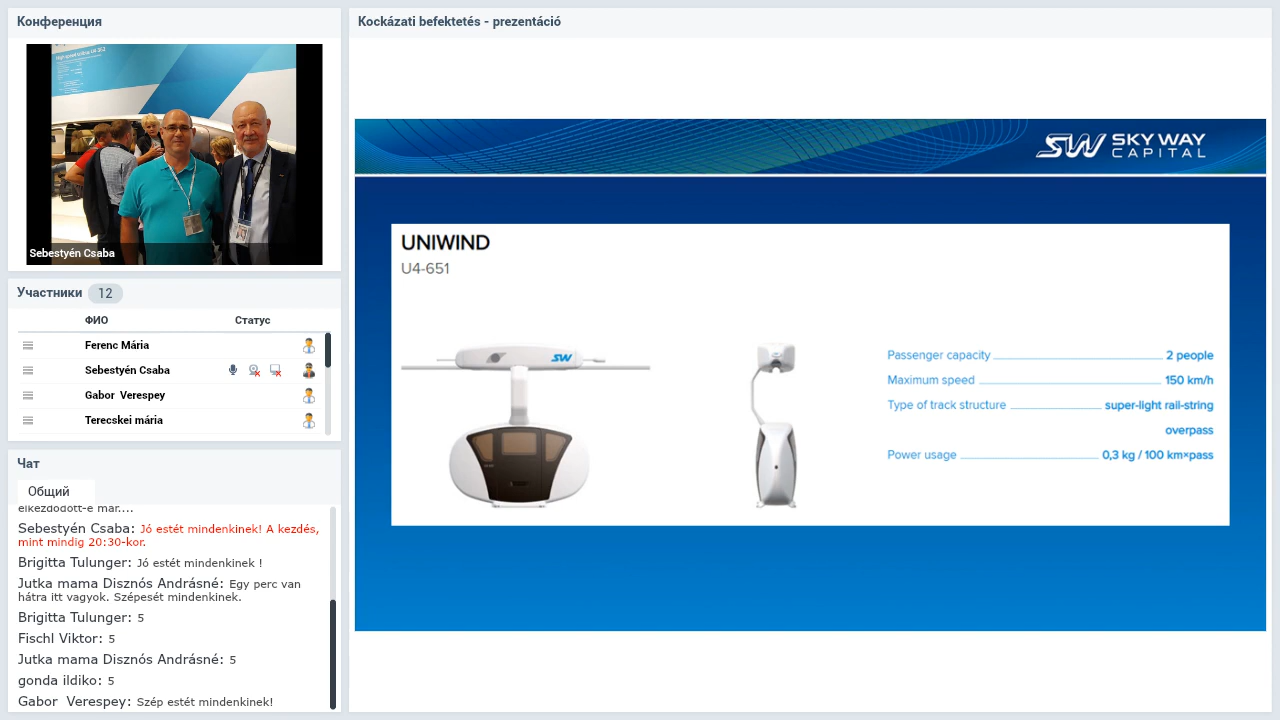 Конференция
Sebestyén Csaba
Участники 12
ФИО Статус
Ferenc Mária
Sebestyén Csaba
Gabor Verespey
Terecskei mária
Чат
Общий
elkezdődött-e már....
Sebestyén Csaba: Jó estét mindenkinek! A kezdés,
mint mindig 20:30-kor.
Brigitta Tulunger: Jó estét mindenkinek !
Jutka mama Disznós Andrásné: Egy perc van
hátra itt vagyok. Szépesét mindenkinek.
Brigitta Tulunger: 5
Fischl Viktor: 5
Jutka mama Disznós Andrásné: 5
gonda ildiko: 5
Gabor Verespey: Szép estét mindenkinek!
Kockázati befektetés - prezentáció
SW SKY WAY
CAPITAL
UNIWIND
U4-651
SW
Passenger capacity 2 people
Maximum speed 150 km/h
Type of track structure super-light rail-string
overpass
Power usage 0,3 kg / 100 km×pass